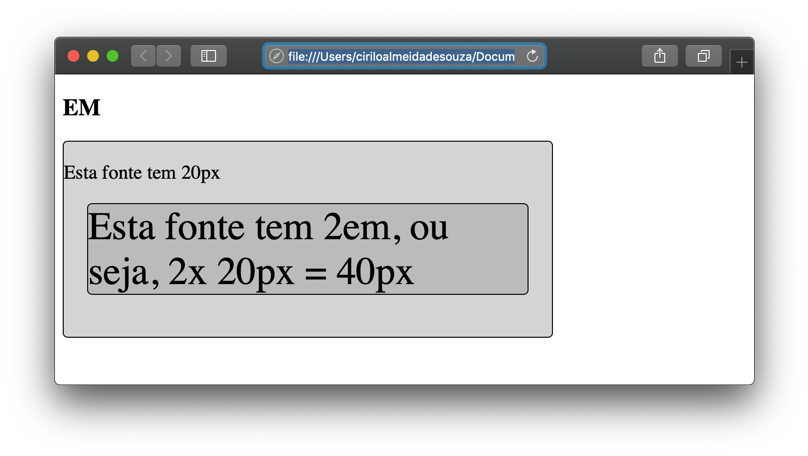 file:///Users/ciriloalmeidadesouza/Docum
EM
Esta fonte tem 20px
Esta fonte tem 2em, ou
seja, 2x 20px = 40px